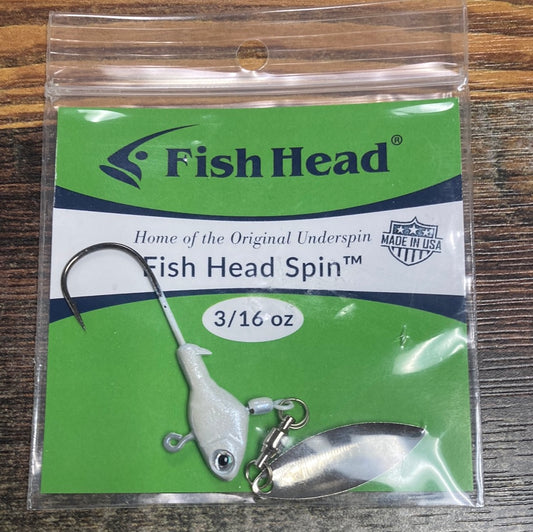 Fish Head®
Home of the Original Underspin
MADE IN USA
Fish Head Spin™
3/16 oz